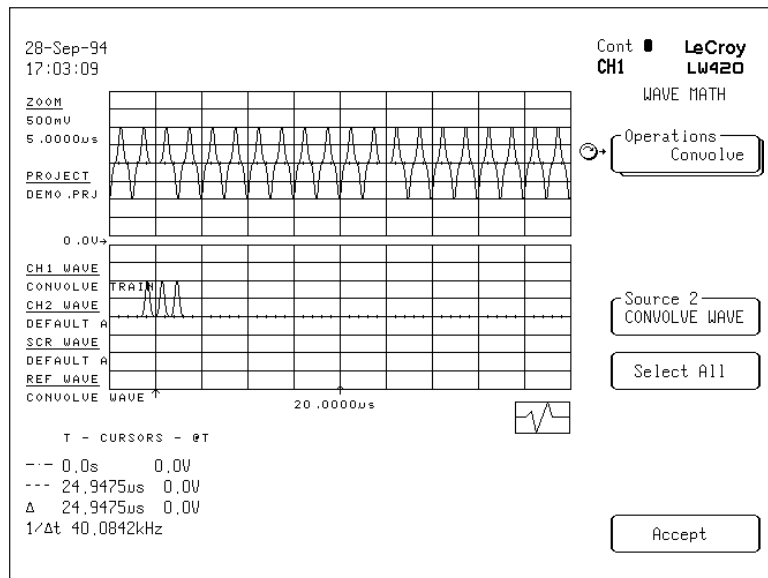 28-Sep-94
17:03:09
Cont
CH1
LeCroy
LW420
WAVE MATH
ZOOM
500mV
5.0000us
PROJECT
DEMO.PRJ
0.0V
Operations
Convolve
CH1 WAVE
CONVOLVE TRAIN
CH2 WAVE
DEFAULT A
SCR WAVE
DEFAULT A
REF WAVE
CONVOLVE WAVE
20.0000us
Source 2
CONVOLVE WAVE
Select All
T - CURSORS - @T
0.0s 0.0V
24.9475us 0.0V
Δ 24.9475us 0.0V
1/Δt 40.0842kHz
Accept